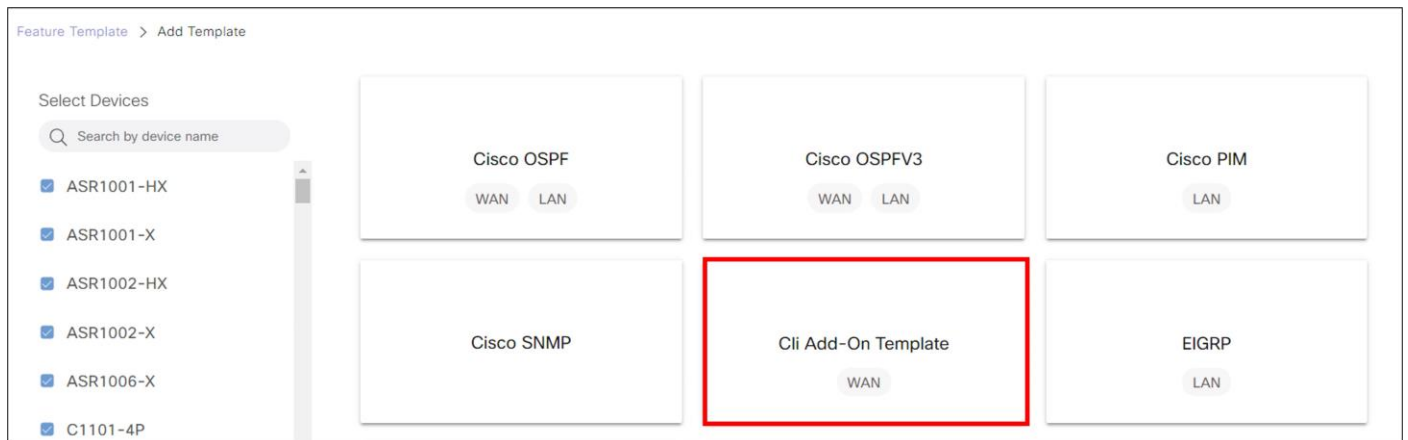 Feature Template > Add Template
Select Devices
Search by device name
ASR1001-HX
ASR1001-X
ASR1002-HX
ASR1002-X
ASR1006-X
C1101-4P
Cisco OSPF
WAN LAN
Cisco OSPFV3
WAN LAN
Cisco PIM
LAN
Cisco SNMP
Cli Add-On Template
WAN
EIGRP
LAN